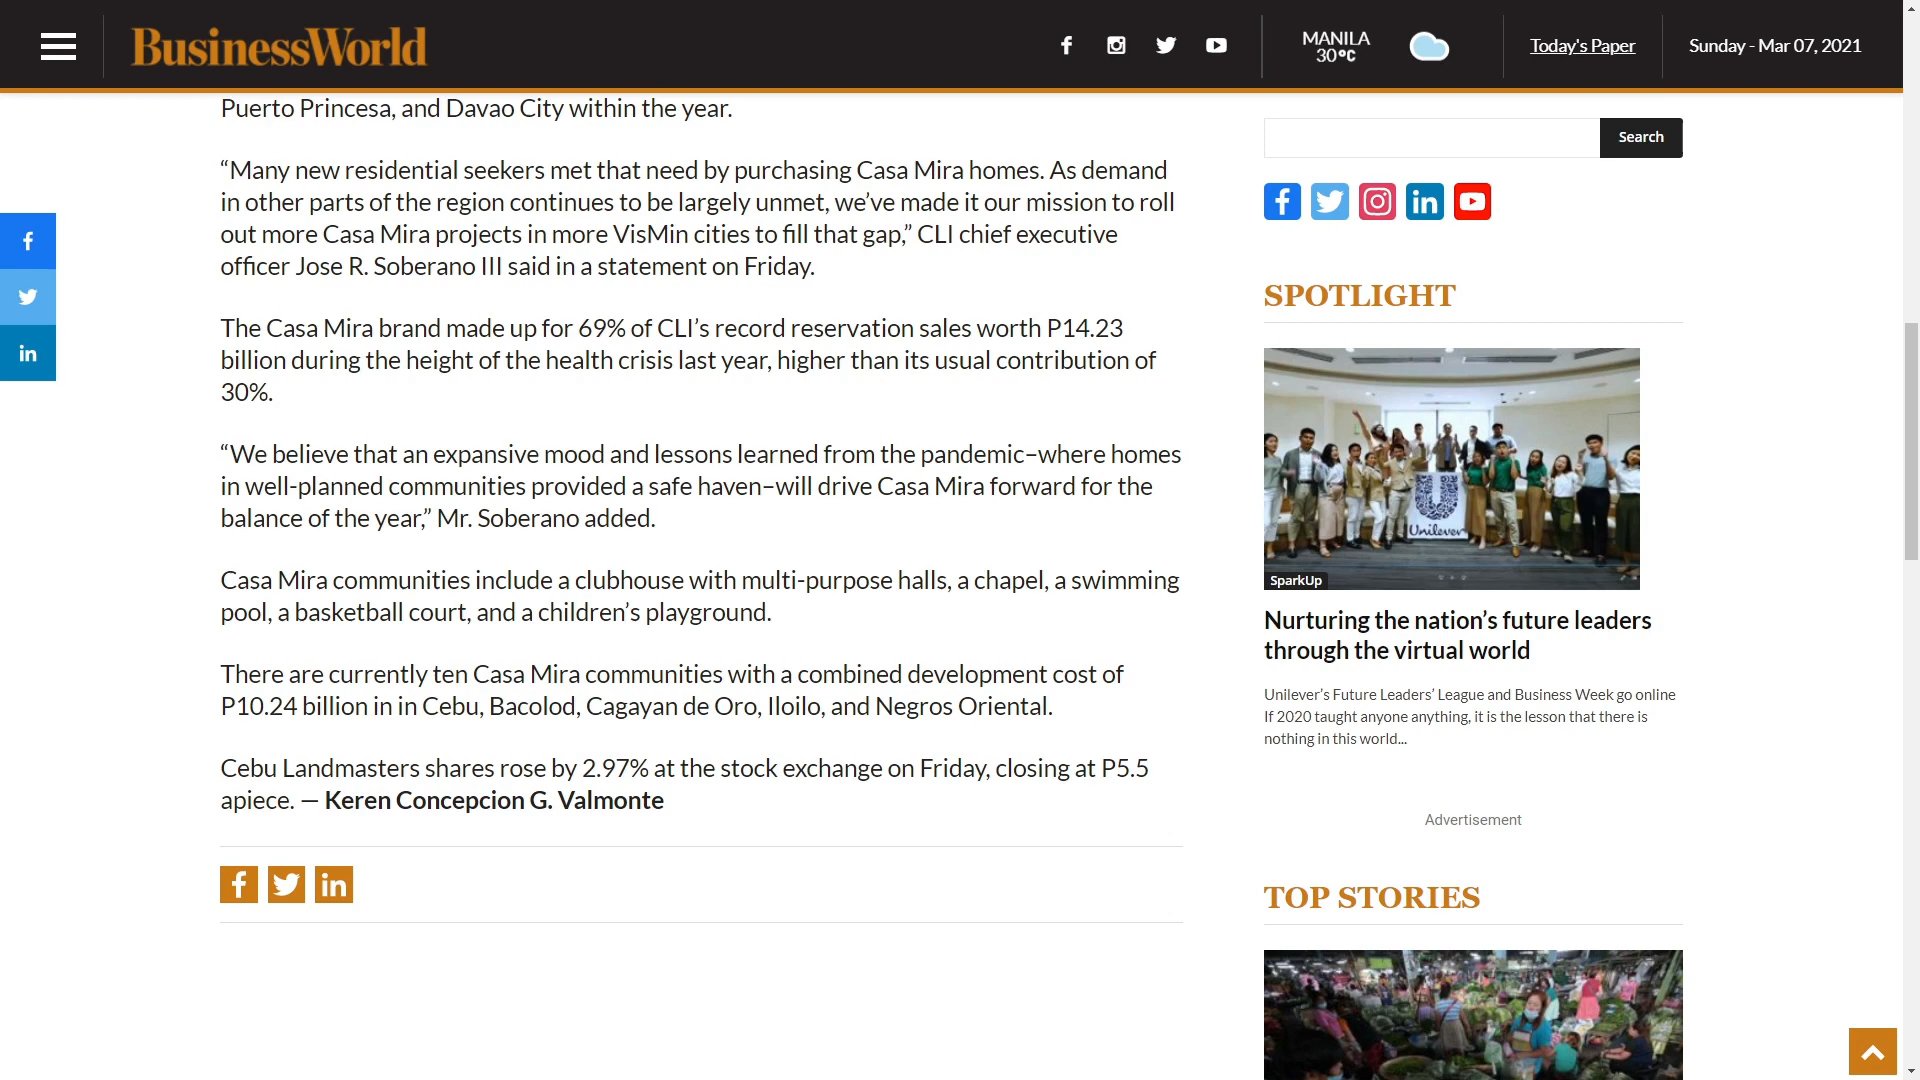 BusinessWorld
MANILA
30°C
Today's Paper
Sunday - Mar 07, 2021
Puerto Princesa, and Davao City within the year.
“Many new residential seekers met that need by purchasing Casa Mira homes. As demand
in other parts of the region continues to be largely unmet, we’ve made it our mission to roll
out more Casa Mira projects in more VisMin cities to fill that gap,” CLI chief executive
officer Jose R. Soberano III said in a statement on Friday.
The Casa Mira brand made up for 69% of CLI’s record reservation sales worth P14.23
billion during the height of the health crisis last year, higher than its usual contribution of
30%.
“We believe that an expansive mood and lessons learned from the pandemic–where homes
in well-planned communities provided a safe haven–will drive Casa Mira forward for the
balance of the year,” Mr. Soberano added.
Casa Mira communities include a clubhouse with multi-purpose halls, a chapel, a swimming
pool, a basketball court, and a children’s playground.
There are currently ten Casa Mira communities with a combined development cost of
P10.24 billion in in Cebu, Bacolod, Cagayan de Oro, Iloilo, and Negros Oriental.
Cebu Landmasters shares rose by 2.97% at the stock exchange on Friday, closing at P5.5
apiece. — Keren Concepcion G. Valmonte
Search
SPOTLIGHT
Unilever
SparkUp
Nurturing the nation’s future leaders
through the virtual world
Unilever’s Future Leaders’ League and Business Week go online
If 2020 taught anyone anything, it is the lesson that there is
nothing in this world...
Advertisement
TOP STORIES